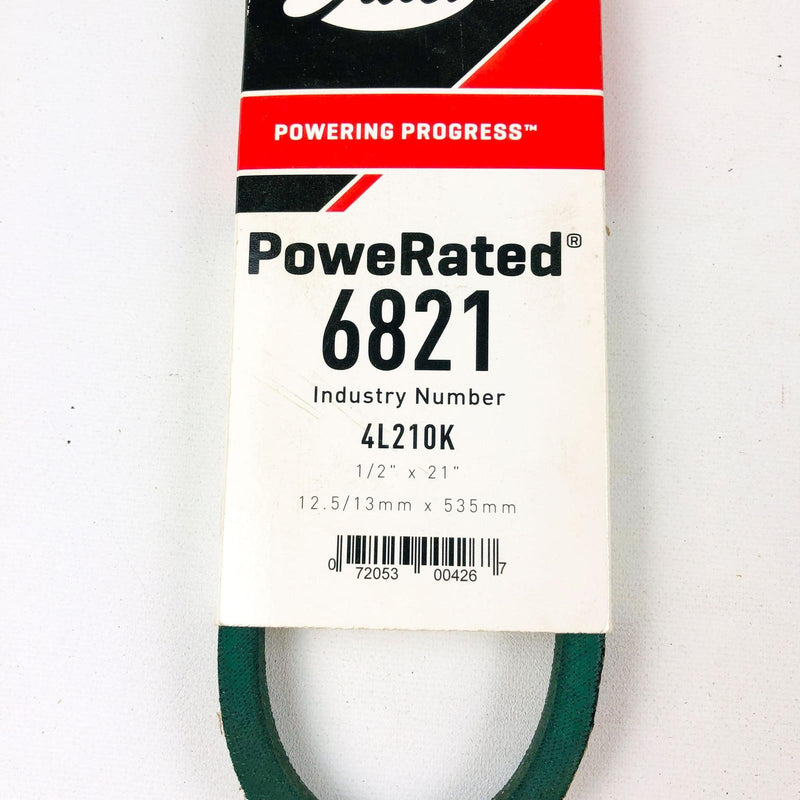 POWERING PROGRESS™
PoweRated®
6821
Industry Number
4L210K
1/2" x 21"
12.5/13mm x 535mm
0 72053 00426 7